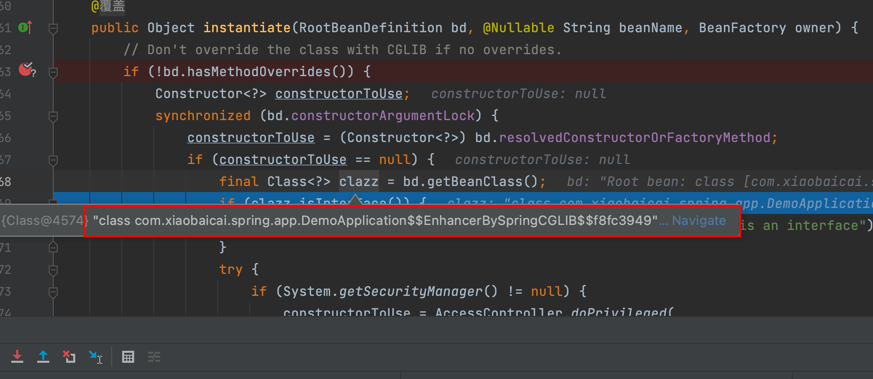 60 @覆盖
61 public Object instantiate(RootBeanDefinition bd, @Nullable String beanName, BeanFactory owner) {
62 // Don't override the class with CGLIB if no overrides.
63 if (!bd.hasMethodOverrides()) {
64 Constructor<?> constructorToUse; constructorToUse: null
65 synchronized (bd.constructorArgumentLock) {
66 constructorToUse = (Constructor<?>) bd.resolvedConstructorOrFactoryMethod;
67 if (constructorToUse == null) { constructorToUse: null
68 final Class<?> clazz = bd.getBeanClass(); bd: "Root bean: class [com.xiaobaicai.s
if (clazz.isInterface()) { clazz: "class com.xiaobaicai.spring.app.DemoApplication
{Class@4574} "class com.xiaobaicai.spring.app.DemoApplication$$EnhancerBySpringCGLIB$$f8fc3949"... Navigate
is an interface")
71 }
72 try {
73 if (System.getSecurityManager() != null) {
74 constructorToUse = AccessController.doPrivileged(